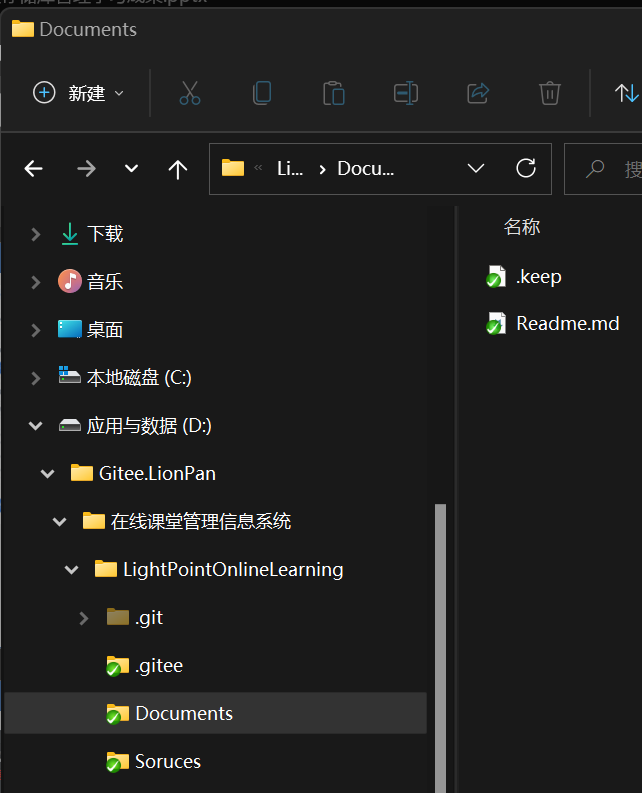 Documents
新建
Li... Docu...
搜
下载
音乐
桌面
本地磁盘 (C:)
应用与数据 (D:)
Gitee.LionPan
在线课堂管理信息系统
LightPointOnlineLearning
.git
.gitee
Documents
Soruces
名称
.keep
Readme.md